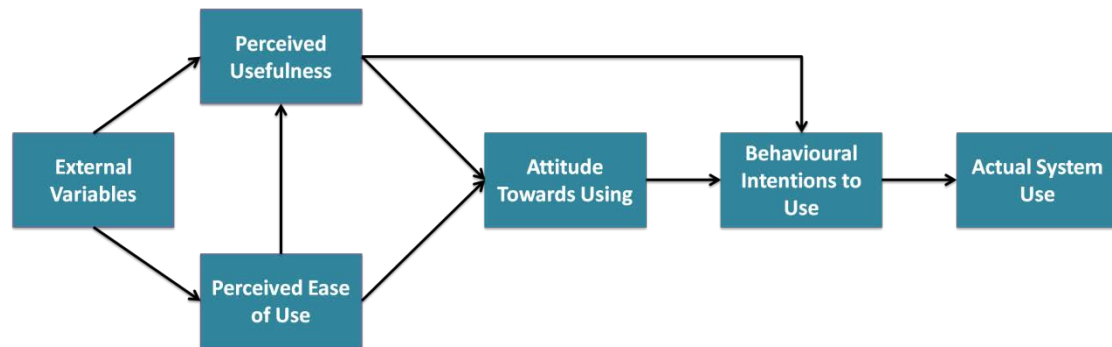 Perceived
Usefulness
External
Variables
Perceived Ease
of Use
Attitude
Towards Using
Behavioural
Intentions to
Use
Actual System
Use